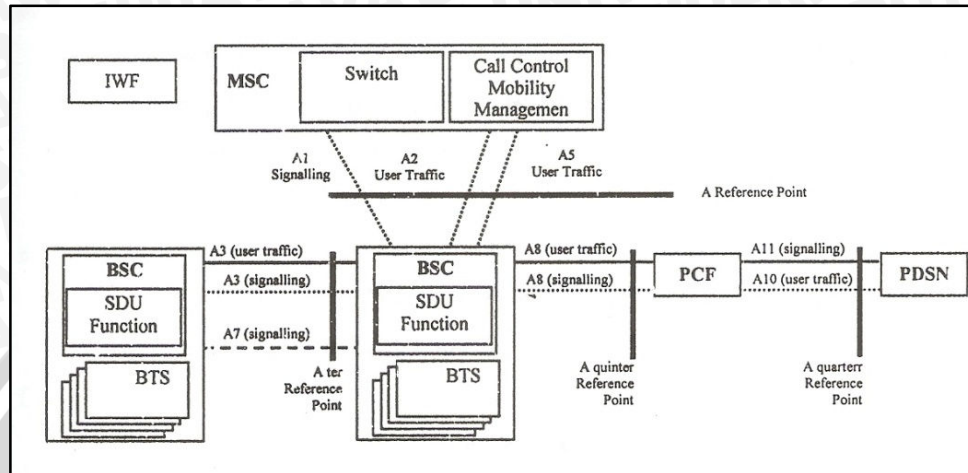 IWF
MSC
Switch
Call Control
Mobility
Managemen
A1
Signalling
A2
User Traffic
A5
User Traffic
A Reference Point
BSC
SDU
Function
BTS
A3 (user traffic)
A3 (signalling)
A7 (signalling)
A ter
Reference
Point
BSC
SDU
Function
BTS
A8 (user traffic)
A8 (signalling)
A quinter
Reference
Point
PCF
A11 (signalling)
A10 (user traffic)
A quarterr
Reference
Point
PDSN